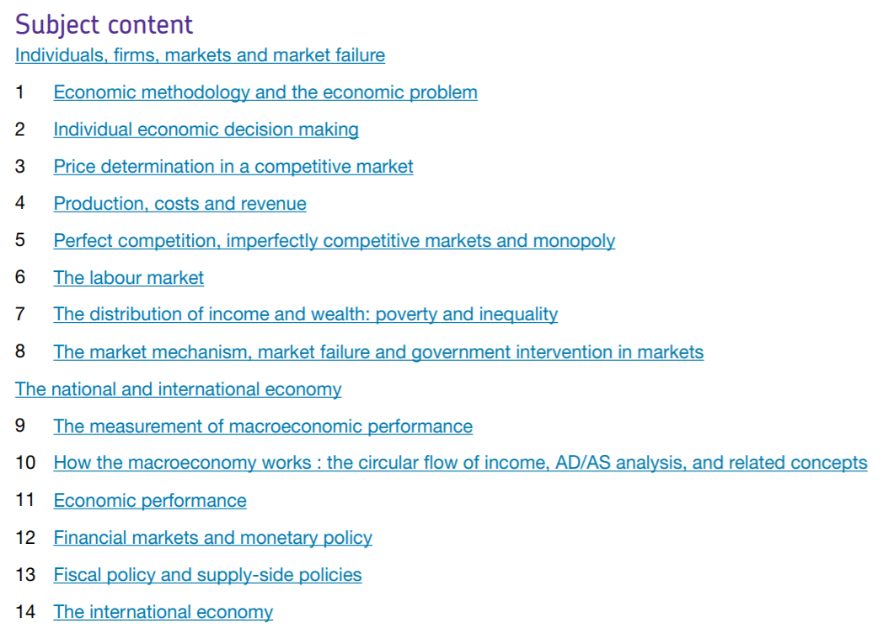 Subject content
Individuals, firms, markets and market failure
1 Economic methodology and the economic problem
2 Individual economic decision making
3 Price determination in a competitive market
4 Production, costs and revenue
5 Perfect competition, imperfectly competitive markets and monopoly
6 The labour market
7 The distribution of income and wealth: poverty and inequality
8 The market mechanism, market failure and government intervention in markets
The national and international economy
9 The measurement of macroeconomic performance
10 How the macroeconomy works : the circular flow of income, AD/AS analysis, and related concepts
11 Economic performance
12 Financial markets and monetary policy
13 Fiscal policy and supply-side policies
14 The international economy